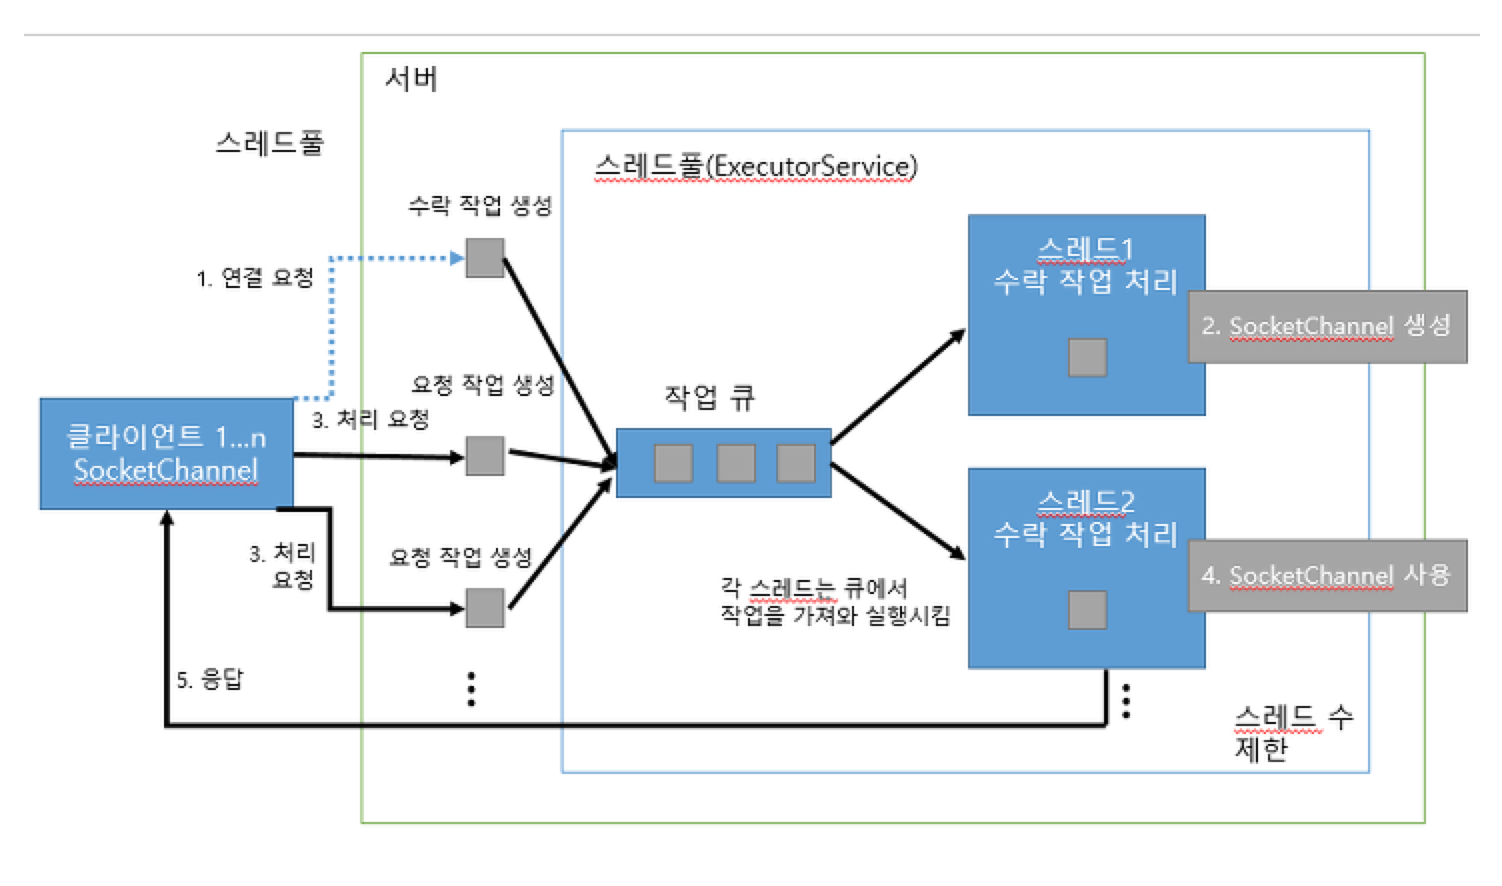 서버
스레드풀
스레드풀(ExecutorService)
수락 작업 생성
1. 연결 요청
스레드1
수락 작업 처리
2. SocketChannel 생성
요청 작업 생성
3. 처리 요청
작업 큐
클라이언트 1...n
SocketChannel
스레드2
수락 작업 처리
3. 처리
요청
요청 작업 생성
각 스레드는 큐에서
작업을 가져와 실행시킴
4. SocketChannel 사용
5. 응답
스레드 수
제한